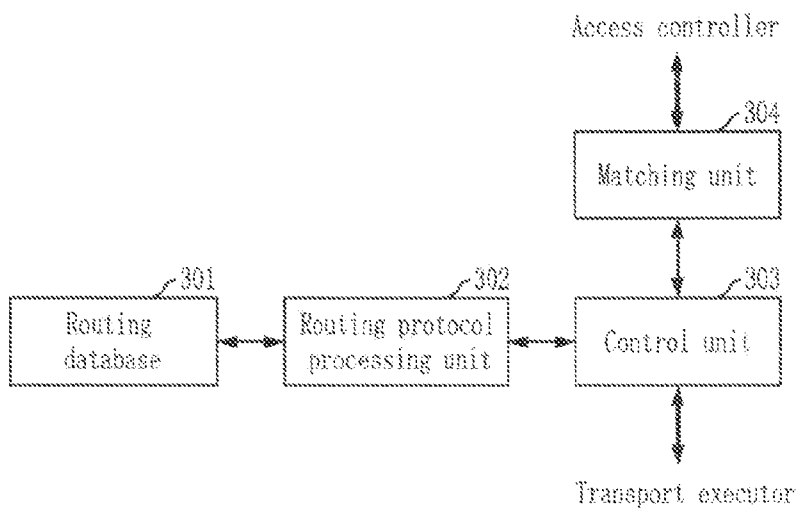 Access controller
304
Matching unit
301
302
303
Routing
database
Routing protocol
processing unit
Control unit
Transport executor